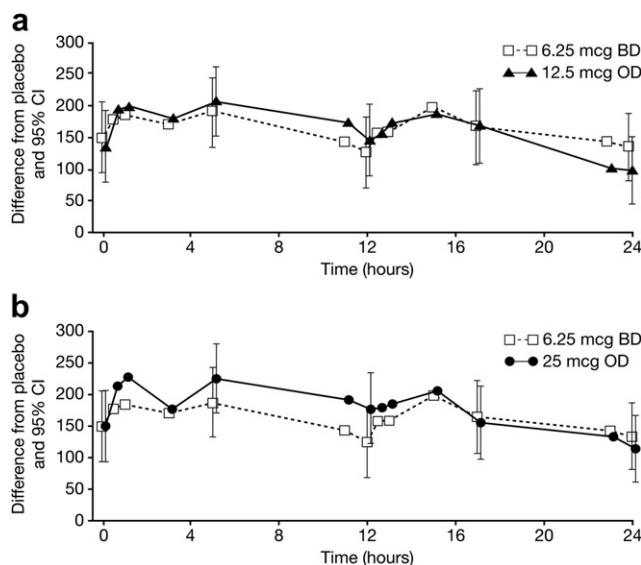 a
300
6.25 mcg BD
12.5 mcg OD
250
200
150
100
50
0
Difference from placebo
and 95% CI
0 4 8 12 16 20 24
Time (hours)
b
300
6.25 mcg BD
25 mcg OD
250
200
150
100
50
0
Difference from placebo
and 95% CI
0 4 8 12 16 20 24
Time (hours)